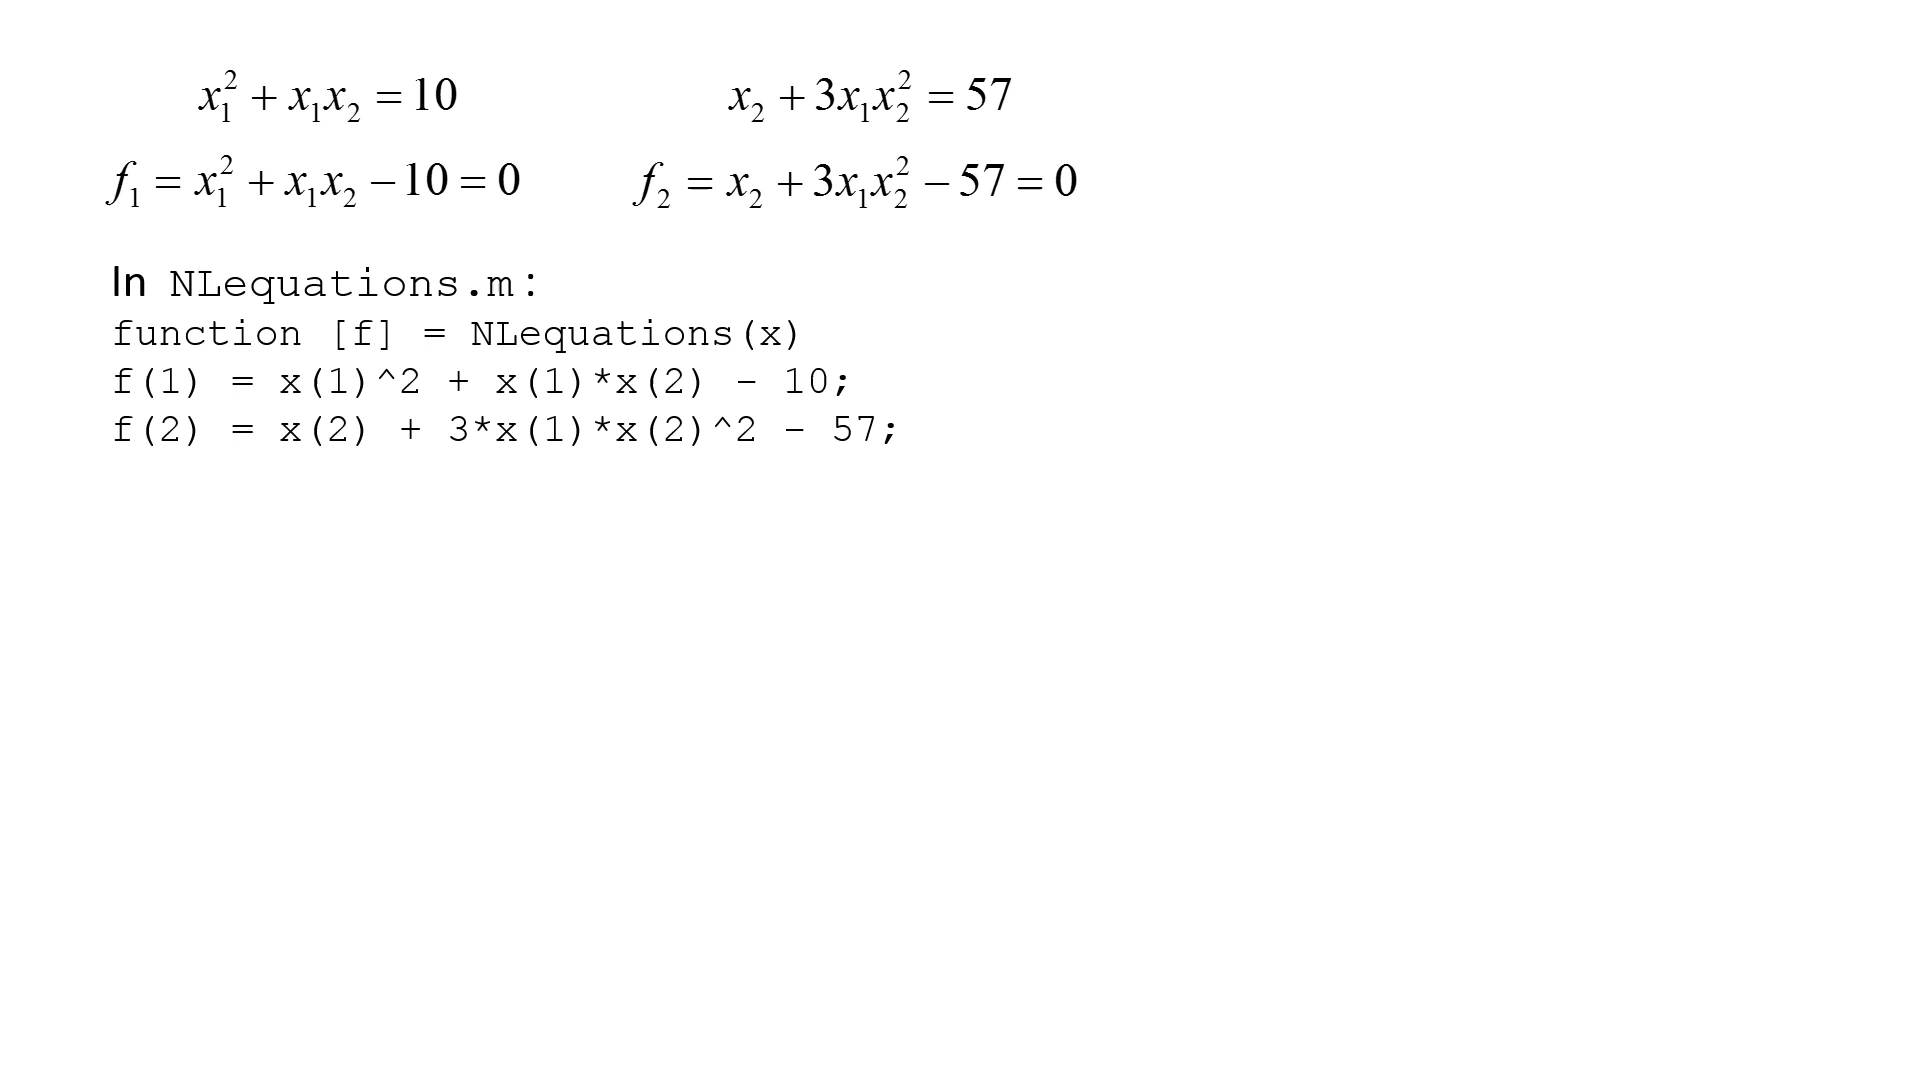 x₁² + x₁x₂ = 10
x₂ + 3x₁x₂² = 57
f₁ = x₁² + x₁x₂ − 10 = 0
f₂ = x₂ + 3x₁x₂² − 57 = 0
In NLequations.m:
function [f] = NLequations(x)
f(1) = x(1)^2 + x(1)*x(2) - 10;
f(2) = x(2) + 3*x(1)*x(2)^2 - 57;